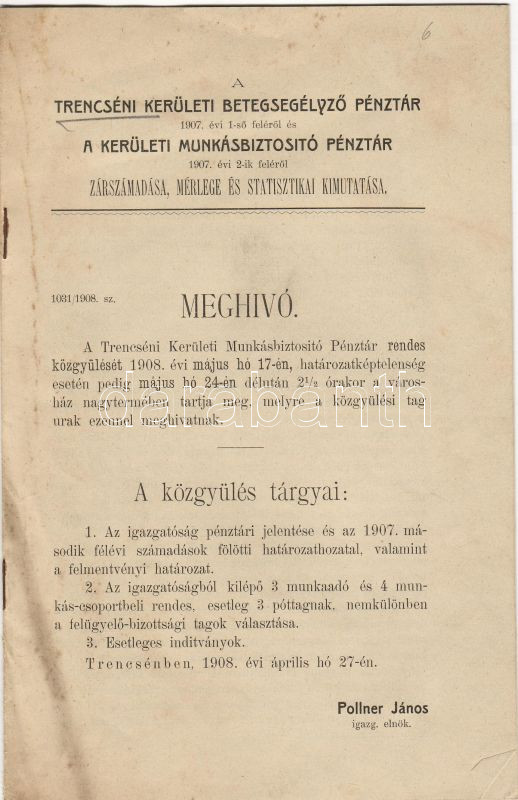 6
A
TRENCSÉNI KERÜLETI BETEGSEGÉLYZŐ PÉNZTÁR
1907. évi 1-ső feléről és
A KERÜLETI MUNKÁSBIZTOSITÓ PÉNZTÁR
1907. évi 2-ik feléről
ZÁRSZÁMADÁSA, MÉRLEGE ÉS STATISZTIKAI KIMUTATÁSA.
1031/1908. sz.
MEGHIVÓ.
A Trencséni Kerületi Munkásbiztositó Pénztár rendes
közgyülését 1908. évi május hó 17-én, határozatképtelenség
esetén pedig május hó 24-én délután 2½ órakor a város-
ház nagytermében tartja meg, melyre a közgyülési tag
urak ezennel meghivatnak.
darabanth
A közgyülés tárgyai:
1. Az igazgatóság pénztári jelentése és az 1907. má-
sodik félévi számadások fölötti határozathozatal, valamint
a felmentvényi határozat.
2. Az igazgatóságból kilépő 3 munkaadó és 4 mun-
kás-csoportbeli rendes, esetleg 3 póttagnak, nemkülönben
a felügyelő-bizottsági tagok választása.
3. Esetleges inditványok.
Trencsénben, 1908. évi április hó 27-én.
Pollner János
igazg. elnök.